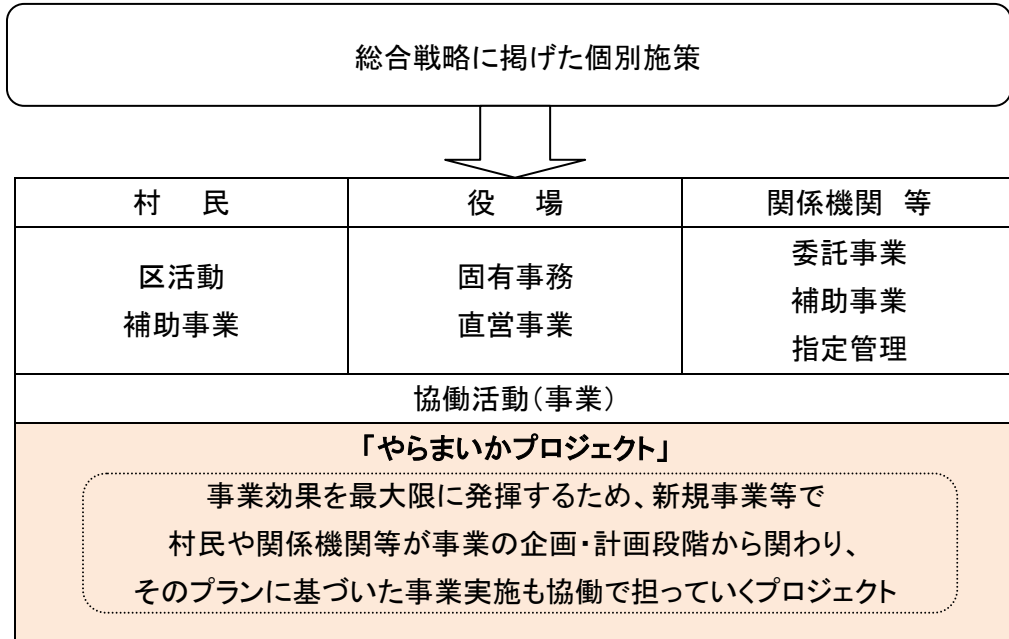 総合戦略に掲げた個別施策
村 民 役 場 関係機関 等
区活動
補助事業
固有事務
直営事業
委託事業
補助事業
指定管理
協働活動(事業)
「やらまいかプロジェクト」
事業効果を最大限に発揮するため、新規事業等で
村民や関係機関等が事業の企画・計画段階から関わり、
そのプランに基づいた事業実施も協働で担っていくプロジェクト